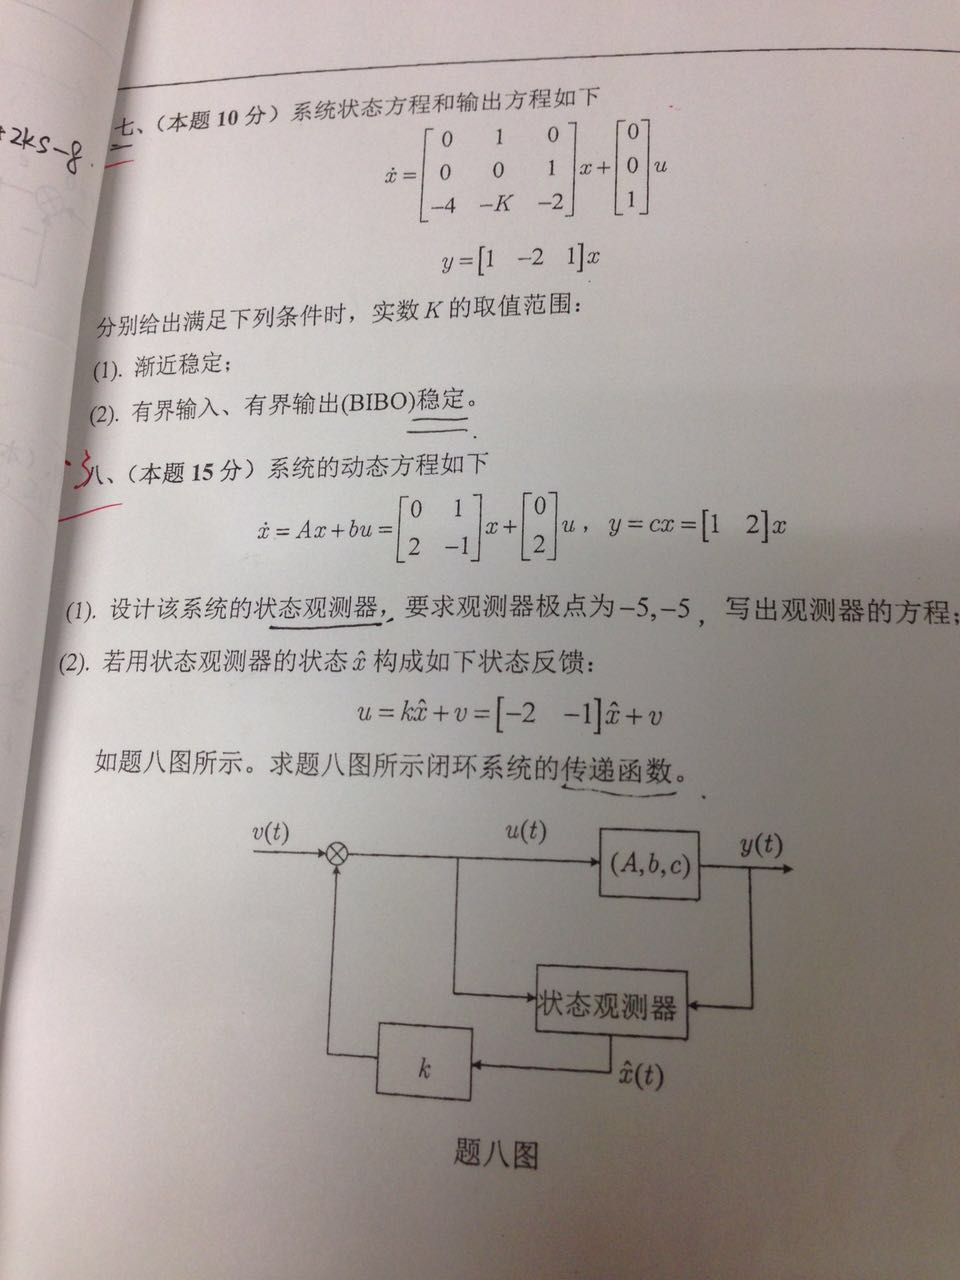 +2ks-8
七、（本题 10 分）系统状态方程和输出方程如下
ẋ = [0 1 0; 0 0 1; -4 -K -2] x + [0; 0; 1] u
y = [1 -2 1] x
分别给出满足下列条件时，实数 K 的取值范围：
(1). 渐近稳定；
(2). 有界输入、有界输出(BIBO)稳定。
-3
八、（本题 15 分）系统的动态方程如下
ẋ = Ax + bu = [0 1; 2 -1] x + [0; 2] u， y = cx = [1 2] x
(1). 设计该系统的状态观测器，要求观测器极点为 -5, -5，写出观测器的方程；
(2). 若用状态观测器的状态 x̂ 构成如下状态反馈：
u = kx̂ + v = [-2 -1] x̂ + v
如题八图所示。求题八图所示闭环系统的传递函数。
v(t)
u(t)
(A,b,c)
y(t)
状态观测器
k
x̂(t)
题八图